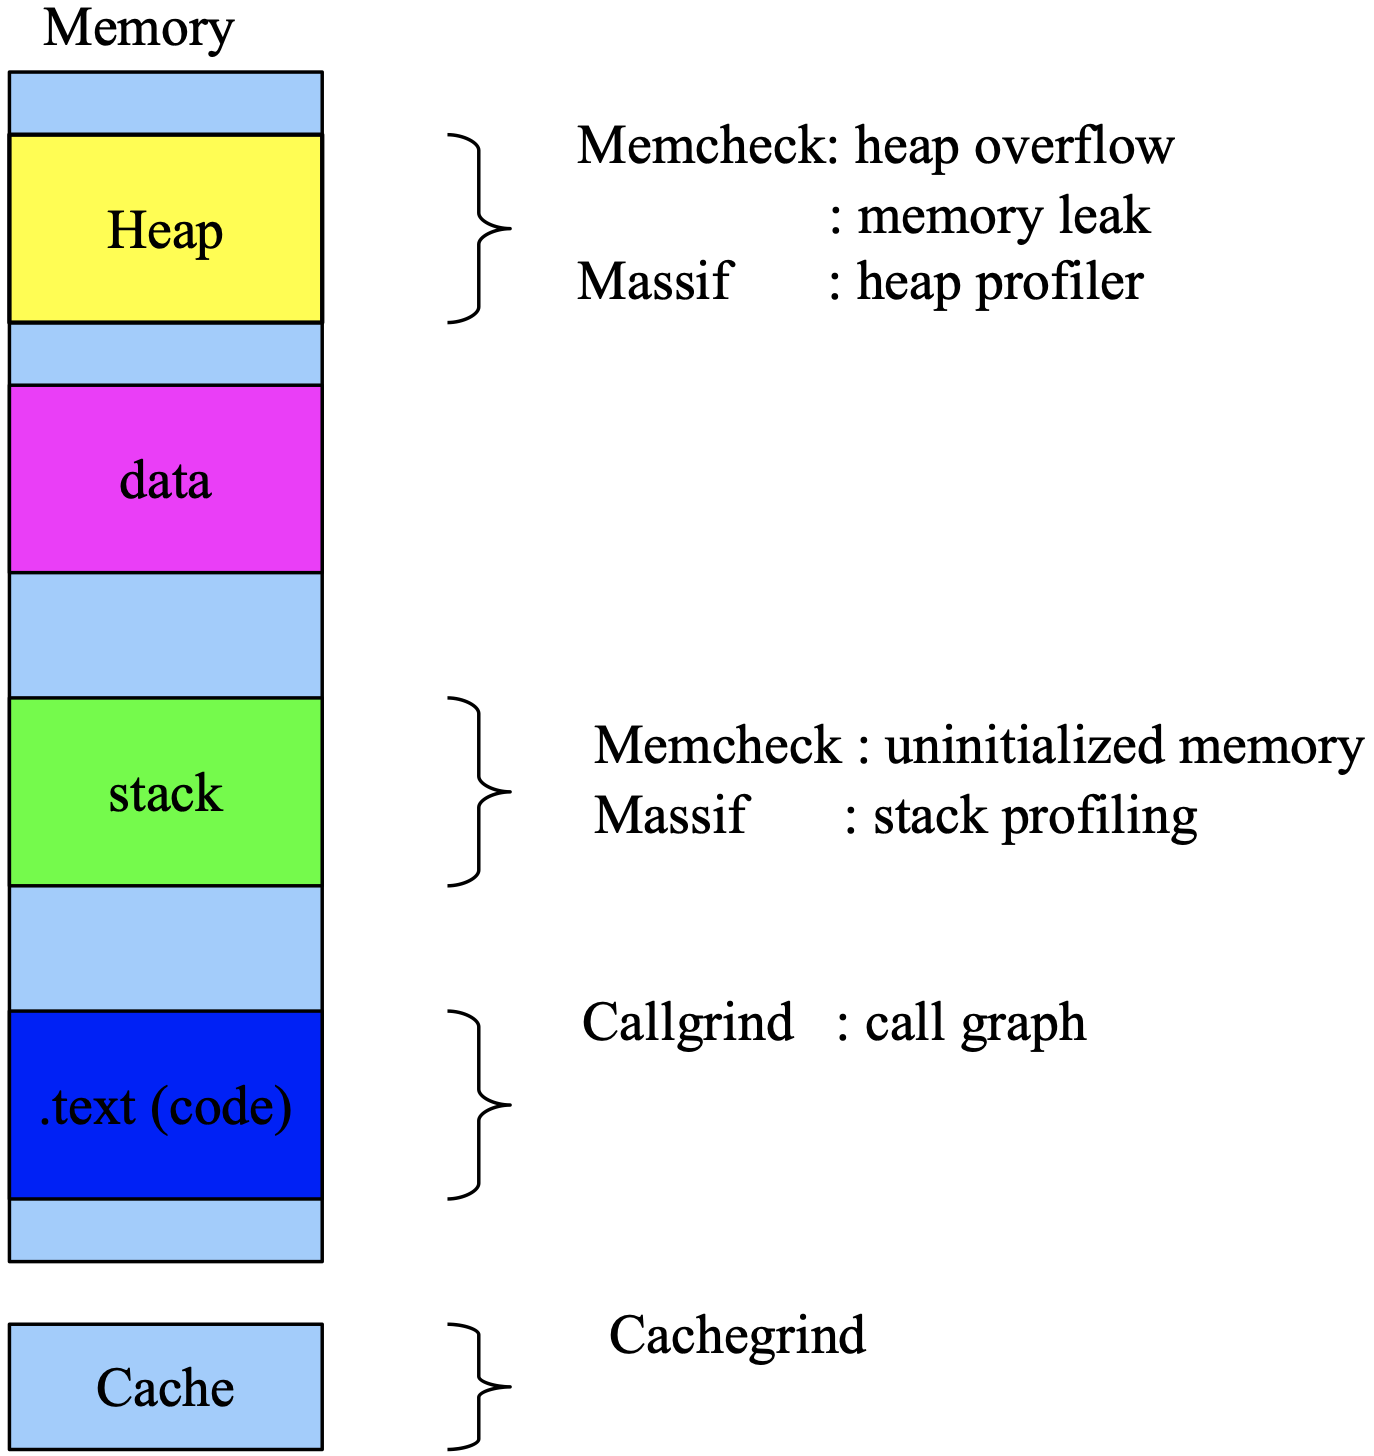 Memory
Heap
Memcheck: heap overflow
: memory leak
Massif : heap profiler
data
stack
Memcheck : uninitialized memory
Massif : stack profiling
.text (code)
Callgrind : call graph
Cache
Cachegrind